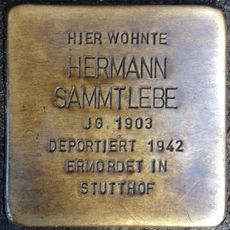 HIER WOHNTE
HERMANN
SAMMTLEBE
JG. 1903
DEPORTIERT 1942
ERMORDET IN
STUTTHOF